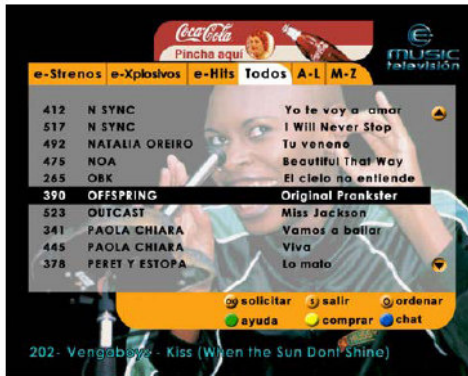 Coca-Cola
Pincha aquí
e MUSIC televisión
e-Strenos e-Xplosivos e-Hits Todos A-L M-Z
412 N SYNC Yo te voy a amar
517 N SYNC I Will Never Stop
492 NATALIA OREIRO Tu veneno
475 NOA Beautiful That Way
265 OBK El cielo no entiende
390 OFFSPRING Original Prankster
523 OUTCAST Miss Jackson
341 PAOLA CHIARA Vamos a bailar
445 PAOLA CHIARA Viva
378 PERET Y ESTOPA Lo mato
OK solicitar S salir O ordenar
ayuda comprar chat
202- Vengaboys - Kiss (When the Sun Dont Shine)